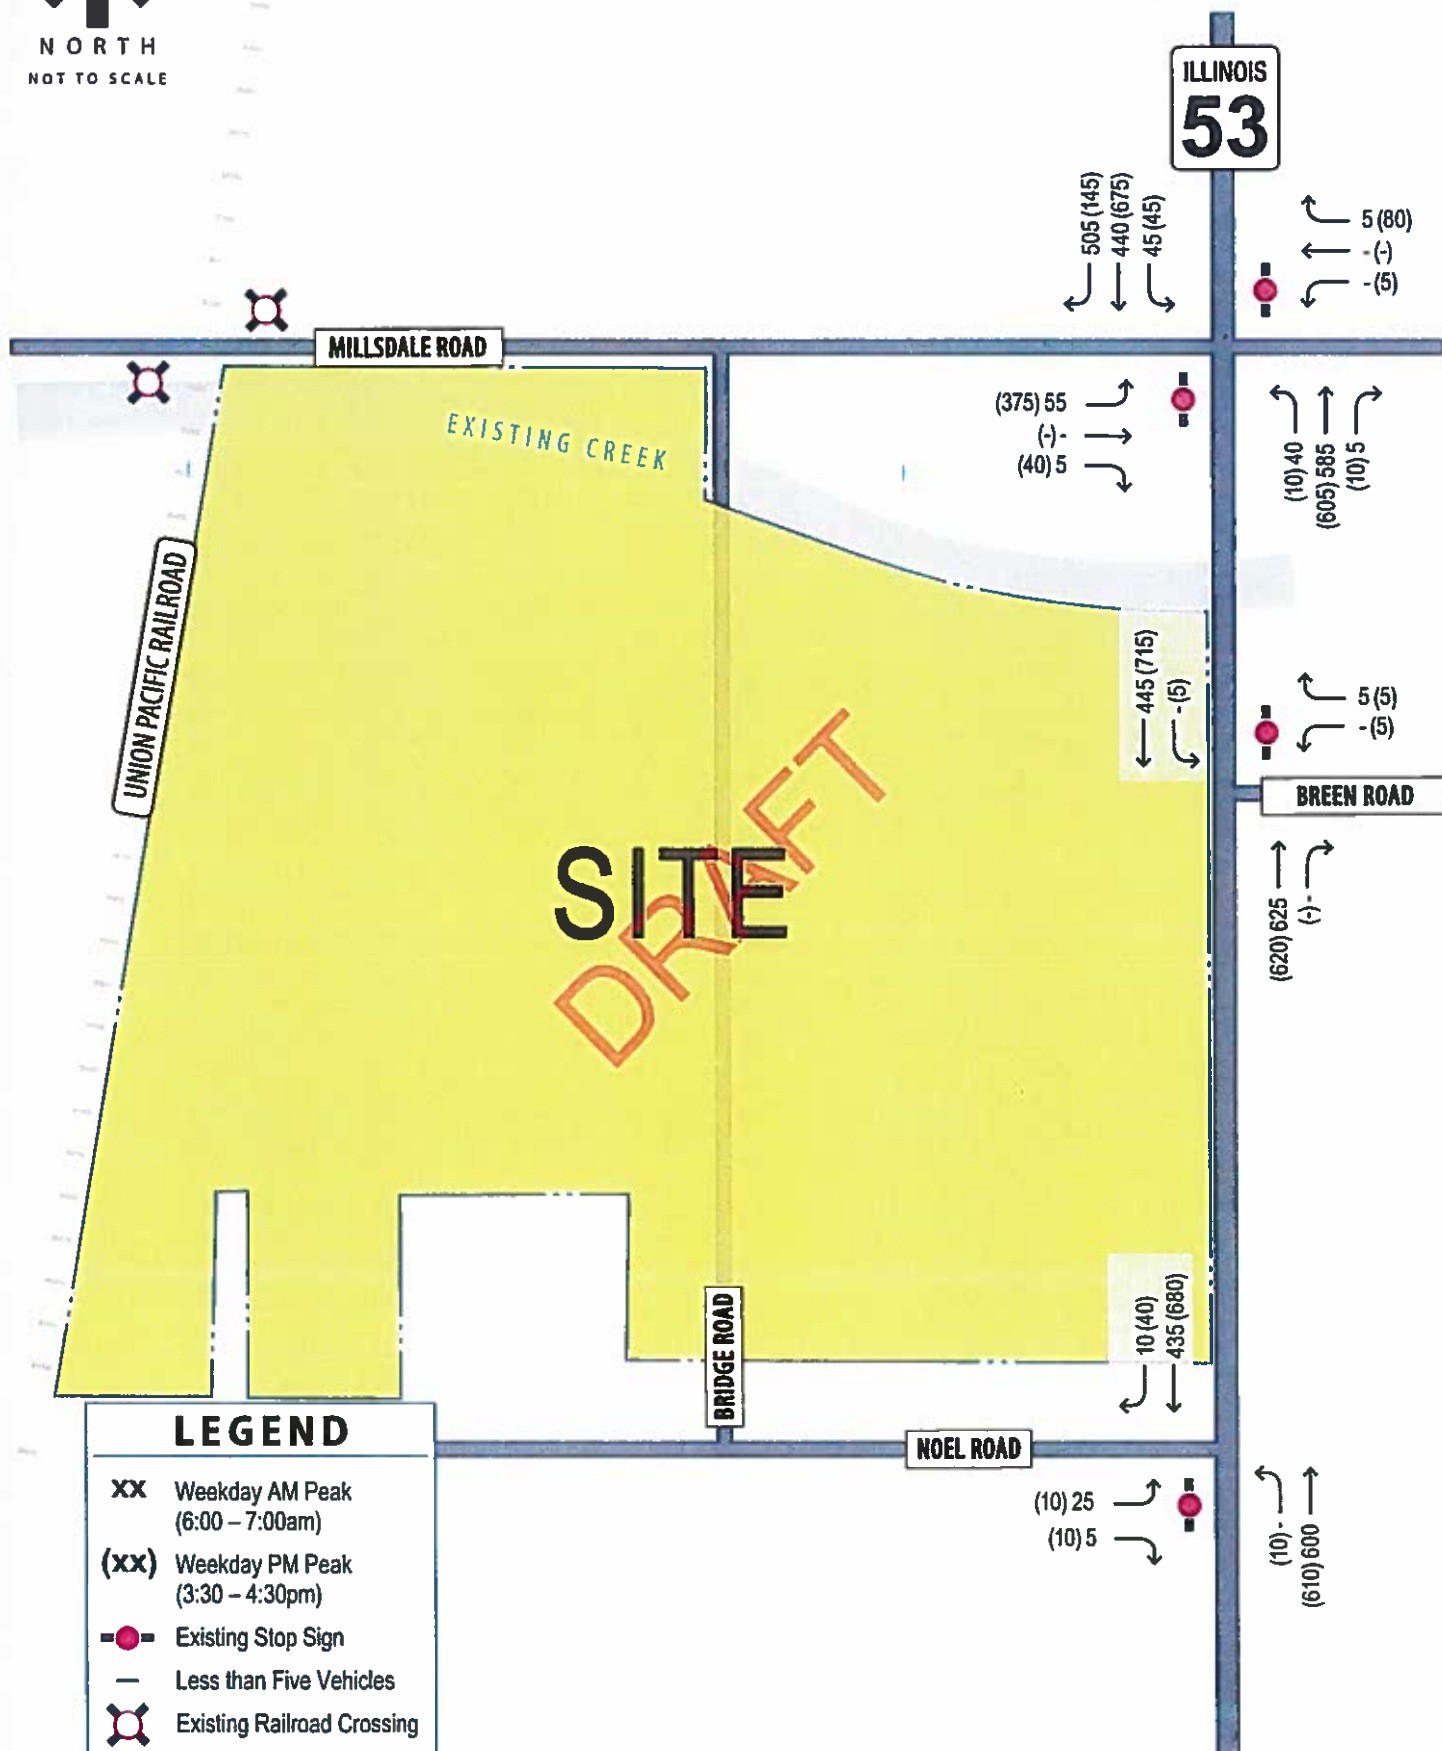 NORTH
NOT TO SCALE
ILLINOIS
53
505 (145)
440 (675)
45 (45)
5 (80)
- (-)
- (5)
MILLSDALE ROAD
(375) 55
(-) -
(40) 5
(10) 40
(605) 585
(10) 5
EXISTING CREEK
UNION PACIFIC RAILROAD
445 (715)
- (5)
5 (5)
- (5)
BREEN ROAD
(620) 625
(-) -
SITE
DRAFT
BRIDGE ROAD
10 (40)
435 (680)
NOEL ROAD
(10) 25
(10) 5
(10) -
(610) 600
LEGEND
XX Weekday AM Peak
(6:00 – 7:00am)
(XX) Weekday PM Peak
(3:30 – 4:30pm)
Existing Stop Sign
– Less than Five Vehicles
Existing Railroad Crossing